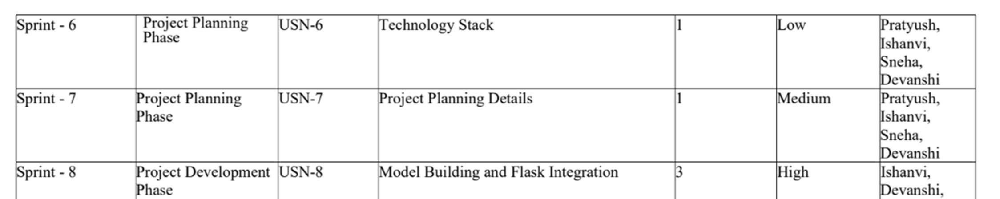 Sprint - 6 Project Planning Phase USN-6 Technology Stack 1 Low Pratyush, Ishanvi, Sneha, Devanshi
Sprint - 7 Project Planning Phase USN-7 Project Planning Details 1 Medium Pratyush, Ishanvi, Sneha, Devanshi
Sprint - 8 Project Development Phase USN-8 Model Building and Flask Integration 3 High Ishanvi, Devanshi,